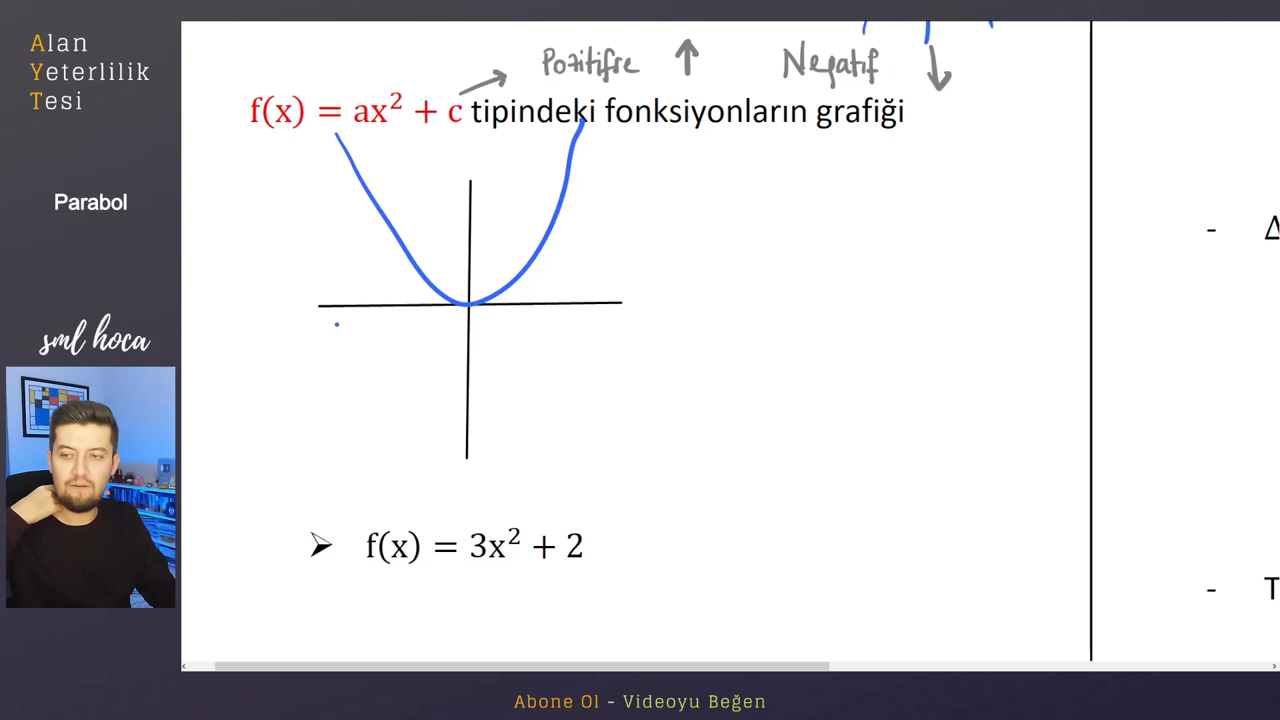 Alan
Yeterlilik
Tesi
Parabol
sml hoca
Pozitifse Negatif
f(x) = ax² + c tipindeki fonksiyonların grafiği
➢ f(x) = 3x² + 2
- Δ
- T
Abone Ol - Videoyu Beğen